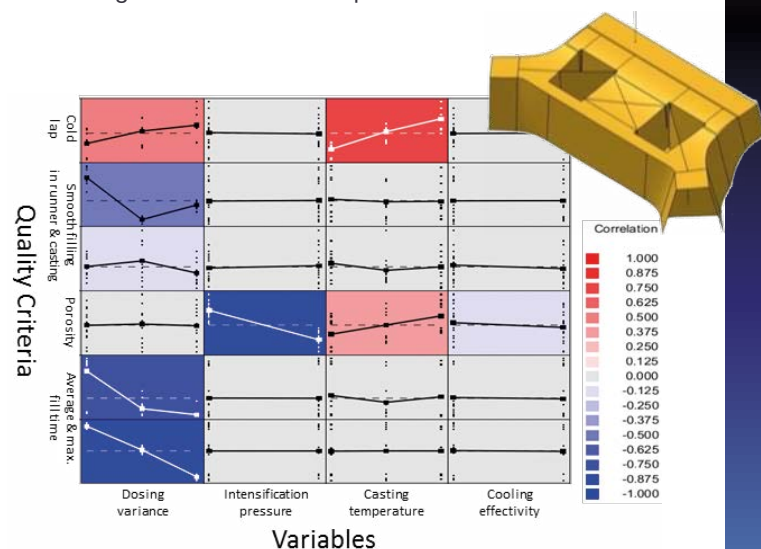 Cold
lap
Smooth filling
in runner & casting
Porosity
Average & max.
fill time
Quality Criteria
Dosing
variance
Intensification
pressure
Casting
temperature
Cooling
effectivity
Variables
Correlation
1.000
0.875
0.750
0.625
0.500
0.375
0.250
0.125
0.000
-0.125
-0.250
-0.375
-0.500
-0.625
-0.750
-0.875
-1.000